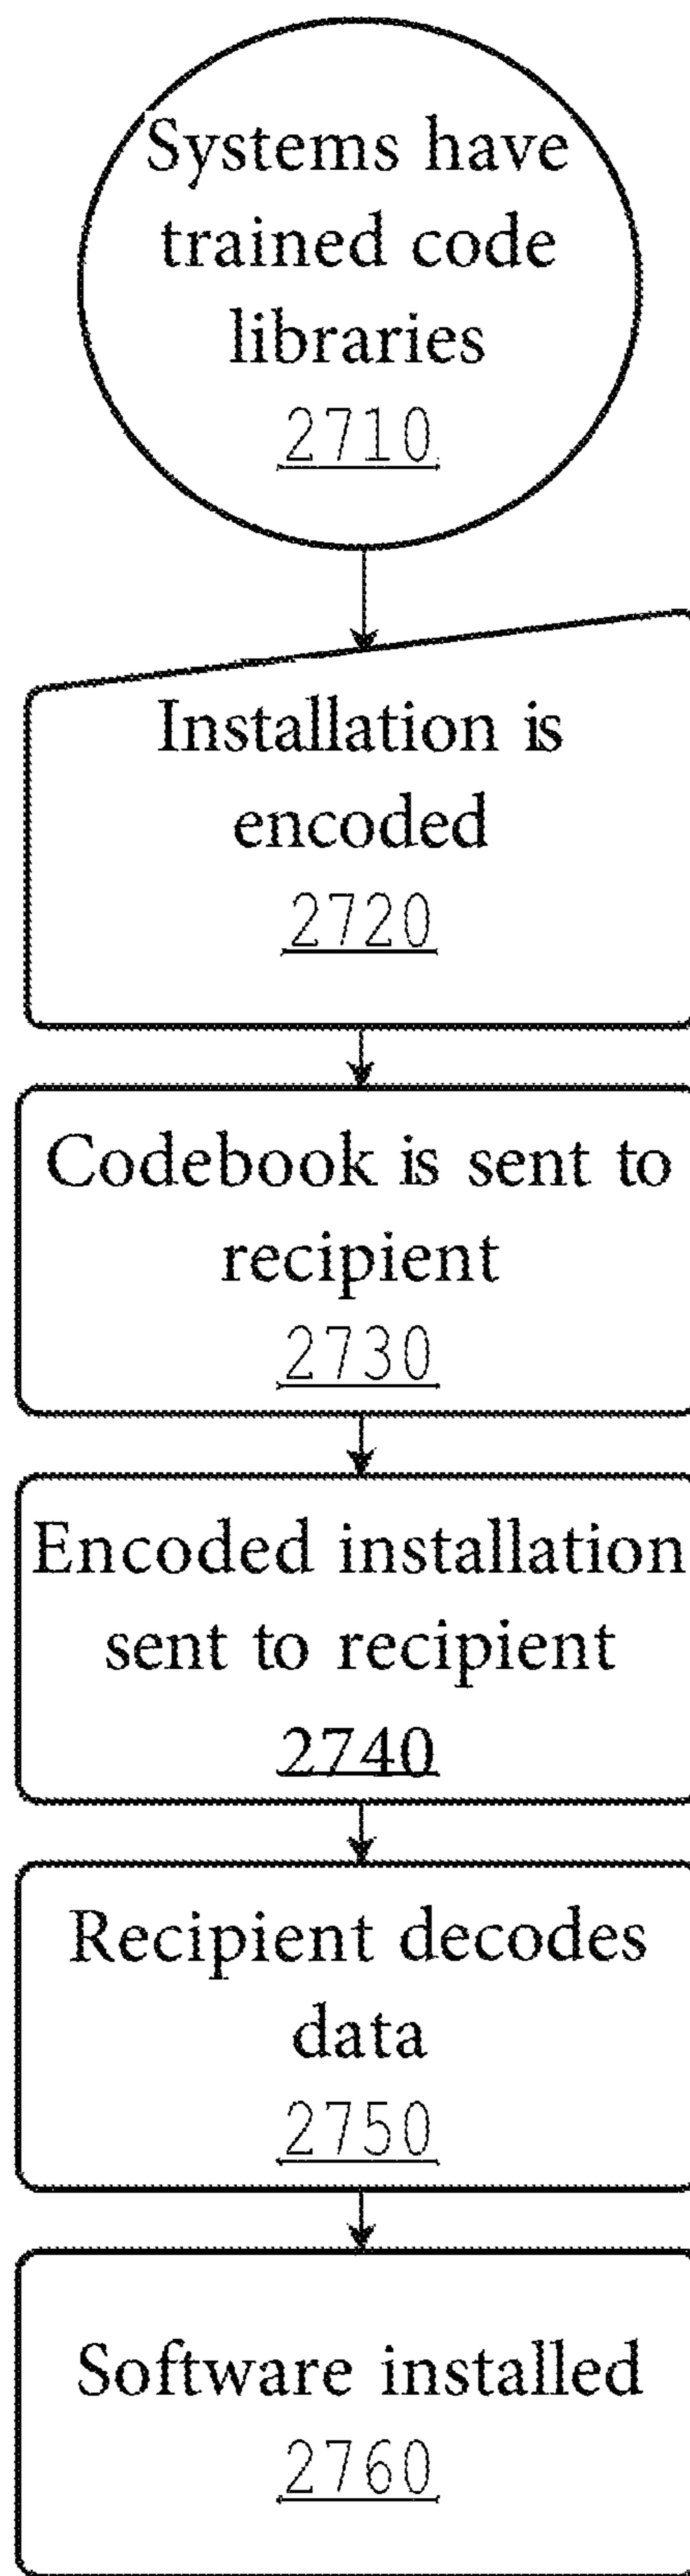 Systems have
trained code
libraries
2710
Installation is
encoded
2720
Codebook is sent to
recipient
2730
Encoded installation
sent to recipient
2740
Recipient decodes
data
2750
Software installed
2760